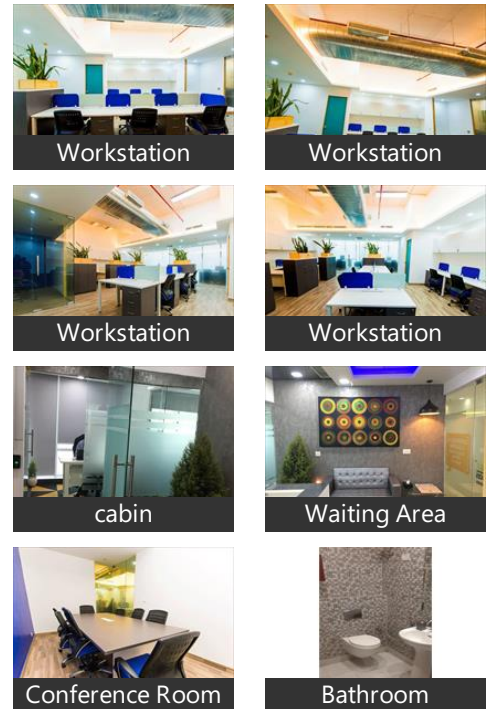 Workstation
Workstation
Workstation
Workstation
cabin
Waiting Area
Conference Room
Bathroom